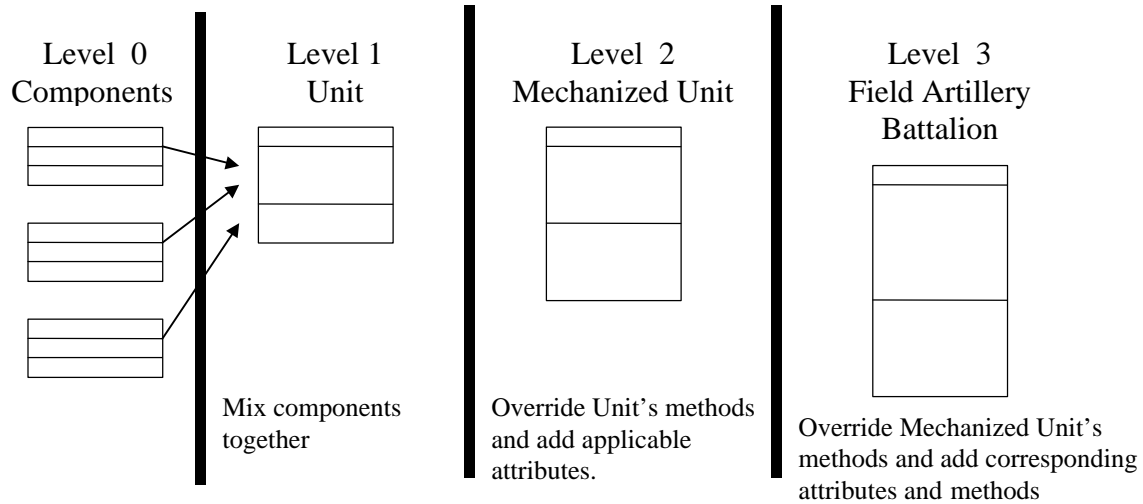 Level 0
Components
Level 1
Unit
Level 2
Mechanized Unit
Level 3
Field Artillery
Battalion
Mix components
together
Override Unit's methods
and add applicable
attributes.
Override Mechanized Unit's
methods and add corresponding
attributes and methods